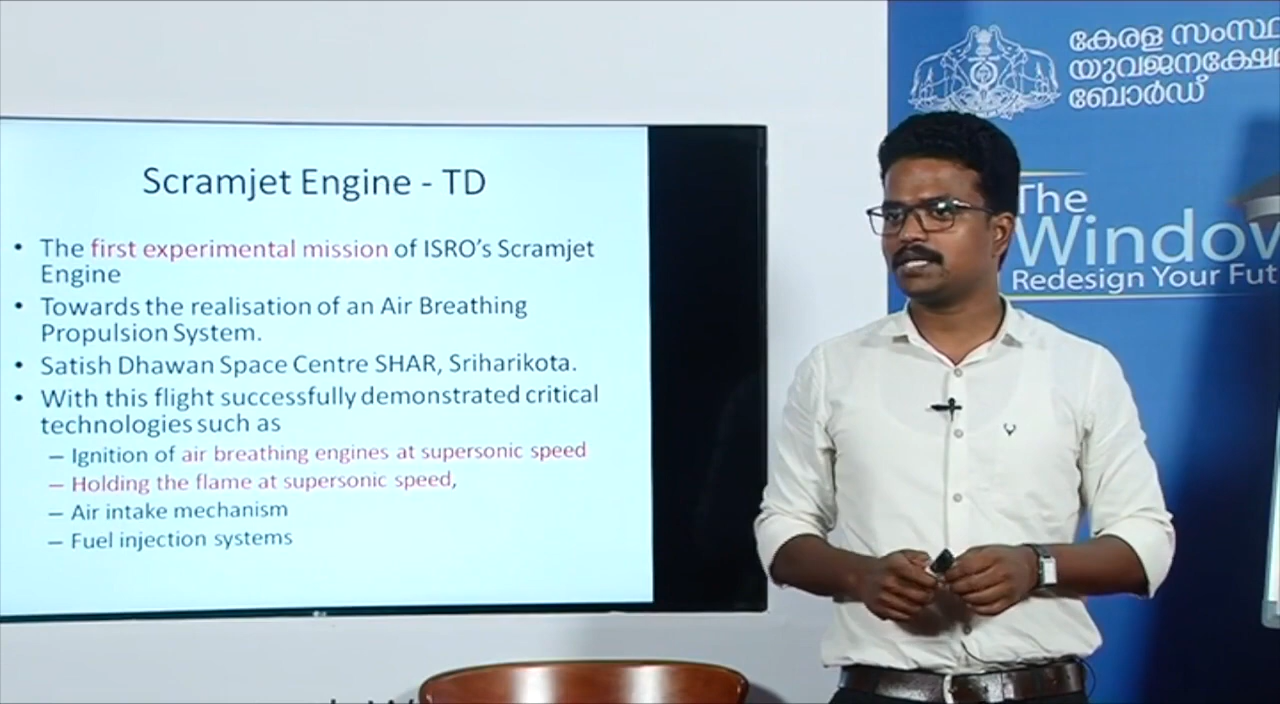 Scramjet Engine - TD
• The first experimental mission of ISRO's Scramjet
Engine
• Towards the realisation of an Air Breathing
Propulsion System.
• Satish Dhawan Space Centre SHAR, Sriharikota.
• With this flight successfully demonstrated critical
technologies such as
– Ignition of air breathing engines at supersonic speed
– Holding the flame at supersonic speed,
– Air intake mechanism
– Fuel injection systems
LG
കേരള
ബോർഡ്
The
Redesign Your